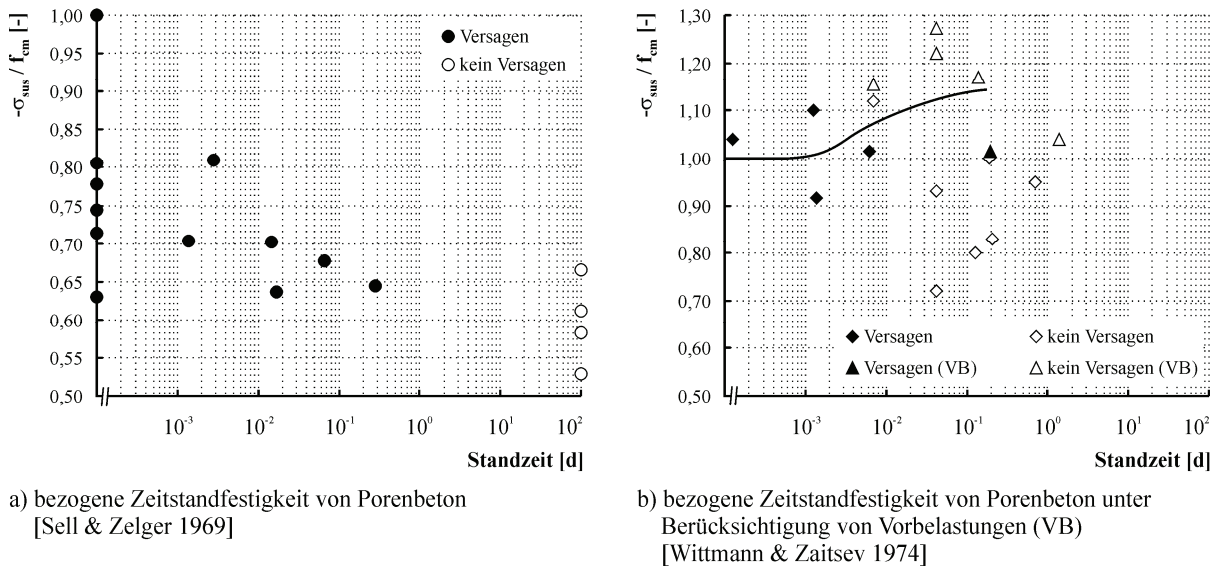 -σsus / fcm [-]
1,00
0,95
0,90
0,85
0,80
0,75
0,70
0,65
0,60
0,55
0,50
Versagen
kein Versagen
10-3 10-2 10-1 100 101 102
Standzeit [d]
a) bezogene Zeitstandfestigkeit von Porenbeton
[Sell & Zelger 1969]
-σsus / fcm [-]
1,30
1,20
1,10
1,00
0,90
0,80
0,70
0,60
0,50
Versagen kein Versagen
Versagen (VB) kein Versagen (VB)
10-3 10-2 10-1 100 101 102
Standzeit [d]
b) bezogene Zeitstandfestigkeit von Porenbeton unter
Berücksichtigung von Vorbelastungen (VB)
[Wittmann & Zaitsev 1974]